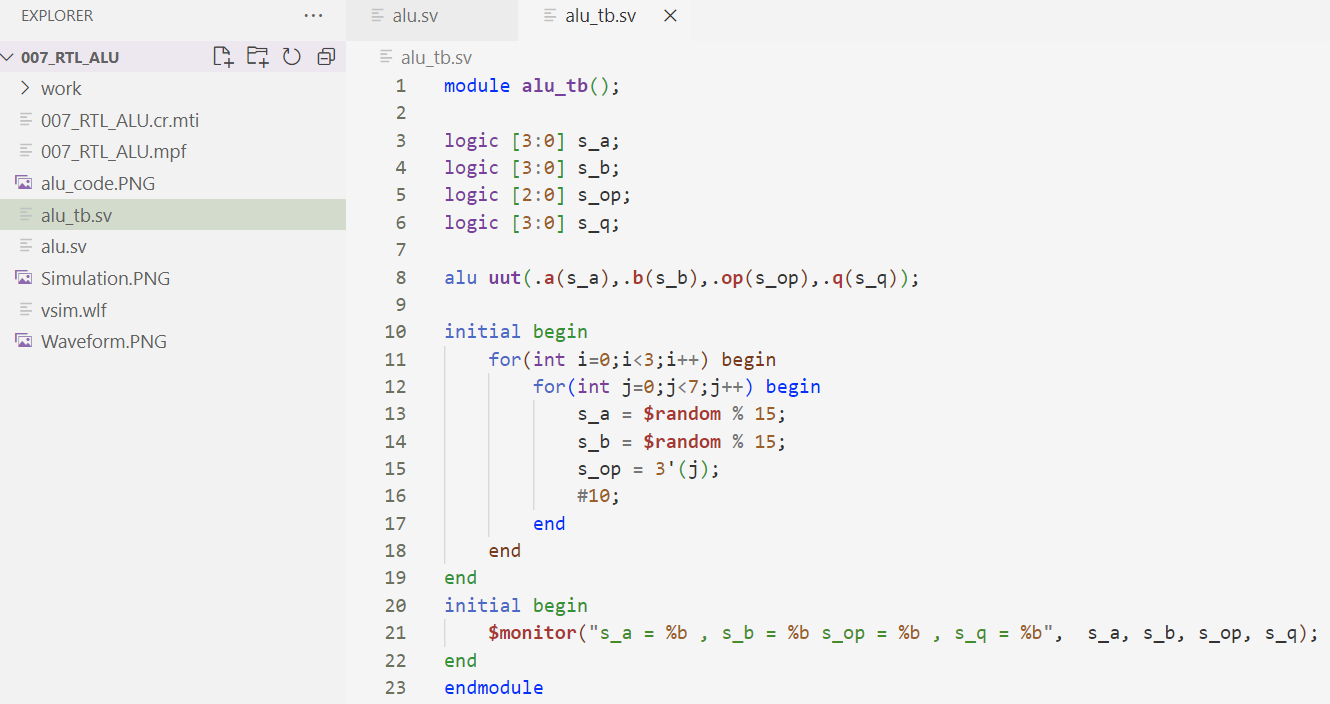 EXPLORER ...
007_RTL_ALU
work
007_RTL_ALU.cr.mti
007_RTL_ALU.mpf
alu_code.PNG
alu_tb.sv
alu.sv
Simulation.PNG
vsim.wlf
Waveform.PNG
alu.sv alu_tb.sv
alu_tb.sv
1 module alu_tb();
2
3 logic [3:0] s_a;
4 logic [3:0] s_b;
5 logic [2:0] s_op;
6 logic [3:0] s_q;
7
8 alu uut(.a(s_a),.b(s_b),.op(s_op),.q(s_q));
9
10 initial begin
11     for(int i=0;i<3;i++) begin
12         for(int j=0;j<7;j++) begin
13             s_a = $random % 15;
14             s_b = $random % 15;
15             s_op = 3'(j);
16             #10;
17         end
18     end
19 end
20 initial begin
21     $monitor("s_a = %b , s_b = %b s_op = %b , s_q = %b",  s_a, s_b, s_op, s_q);
22 end
23 endmodule